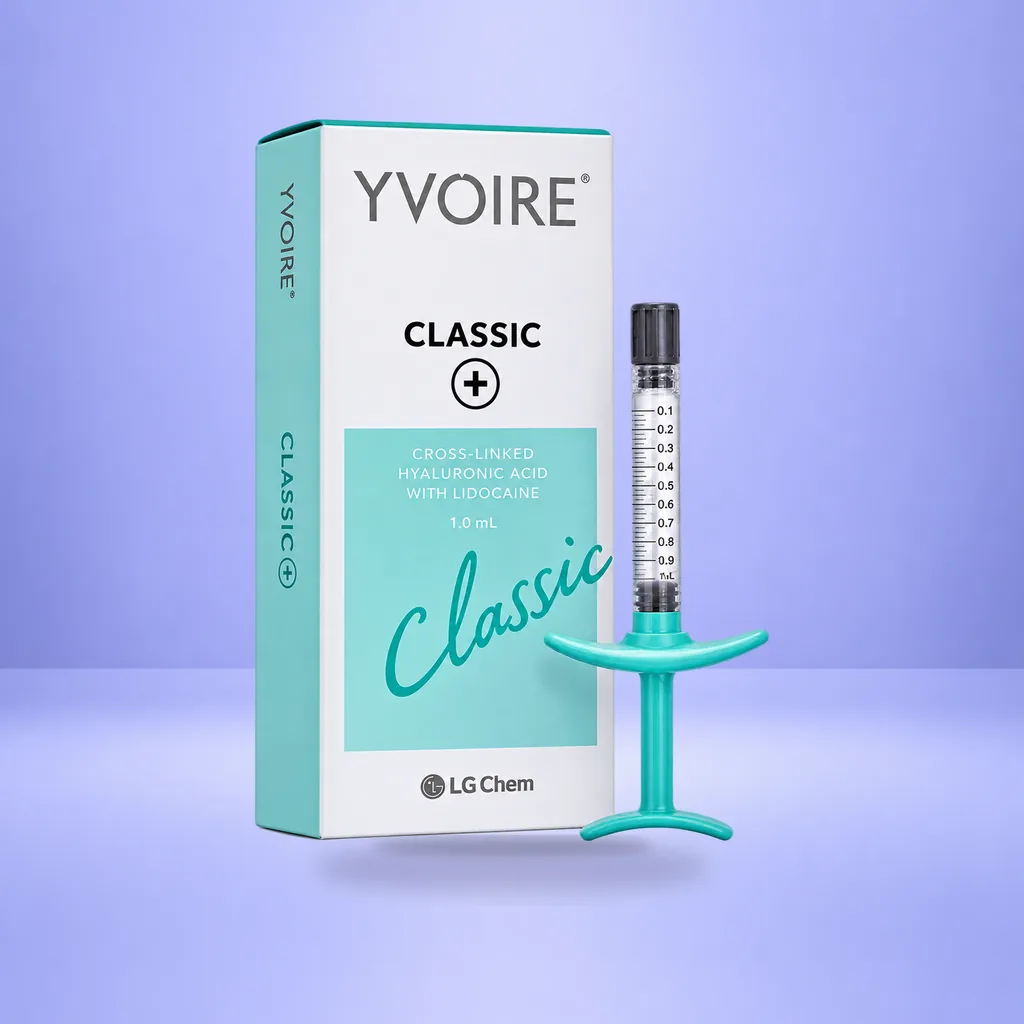 YVOIRE®
CLASSIC
CROSS-LINKED
HYALURONIC ACID
WITH LIDOCAINE
1.0 mL
Classic
LG Chem
YVOIRE®
CLASSIC
0.1
0.2
0.3
0.4
0.5
0.6
0.7
0.8
0.9
1mL